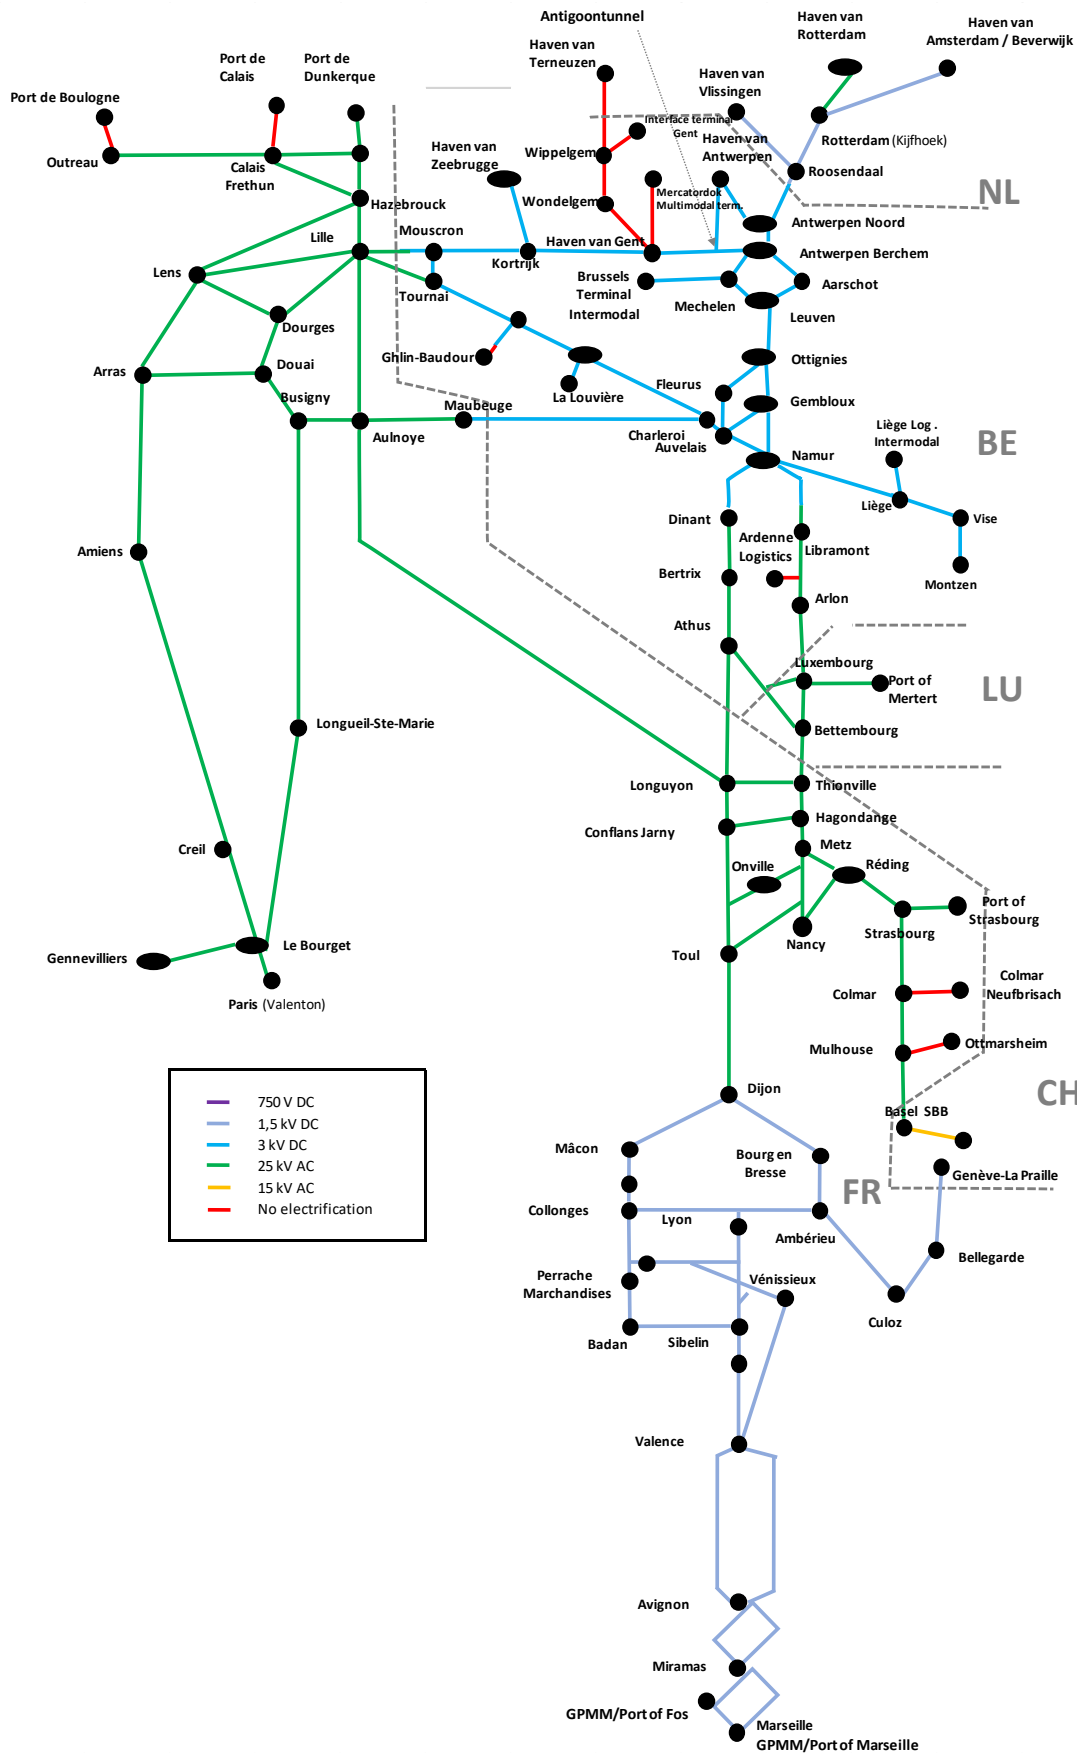 Antigoontunnel
Haven van
Rotterdam
Haven van
Amsterdam / Beverwijk
Port de
Calais
Port de
Dunkerque
Haven van
Terneuzen
Haven van
Vlissingen
Port de Boulogne
Interface terminal
Gent
Rotterdam (Kijfhoek)
Outreau
Calais
Frethun
Haven van
Zeebrugge
Wippelgem
Haven van
Antwerpen
Roosendaal
NL
Hazebrouck
Wondelgem
Mercatordok
Multimodal term.
Antwerpen Noord
Lille
Mouscron
Kortrijk
Haven van Gent
Antwerpen Berchem
Lens
Tournai
Brussels
Terminal
Intermodal
Mechelen
Aarschot
Leuven
Dourges
Ghlin-Baudour
Ottignies
Arras
Douai
La Louvière
Fleurus
Gembloux
Busigny
Maubeuge
Aulnoye
Charleroi
Auvelais
Liège Log .
Intermodal
BE
Namur
Liège
Vise
Dinant
Ardenne
Logistics
Libramont
Amiens
Bertrix
Montzen
Arlon
Athus
Luxembourg
Port of
Mertert
LU
Longueil-Ste-Marie
Bettembourg
Longuyon
Thionville
Conflans Jarny
Hagondange
Creil
Metz
Onville
Réding
Port of
Strasbourg
Strasbourg
Gennevilliers
Le Bourget
Toul
Nancy
Paris (Valenton)
Colmar
Colmar
Neufbrisach
Mulhouse
Ottmarsheim
750 V DC
1,5 kV DC
3 kV DC
25 kV AC
15 kV AC
No electrification
Dijon
CH
Basel SBB
Mâcon
Bourg en
Bresse
Genève-La Praille
FR
Collonges
Lyon
Ambérieu
Bellegarde
Perrache
Marchandises
Vénissieux
Culoz
Badan
Sibelin
Valence
Avignon
Miramas
GPMM/Port of Fos
Marseille
GPMM/Port of Marseille